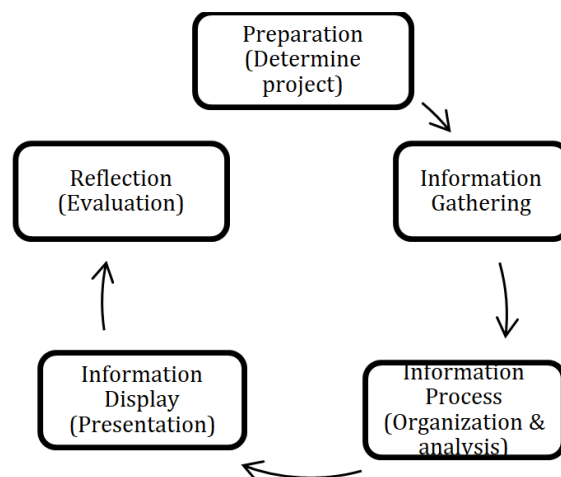 Preparation
(Determine
project)
Information
Gathering
Information
Process
(Organization &
analysis)
Information
Display
(Presentation)
Reflection
(Evaluation)